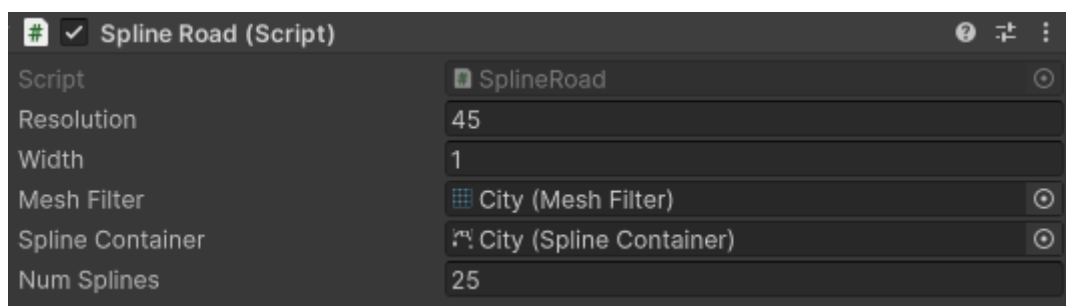 Spline Road (Script)
Script SplineRoad
Resolution 45
Width 1
Mesh Filter City (Mesh Filter)
Spline Container City (Spline Container)
Num Splines 25